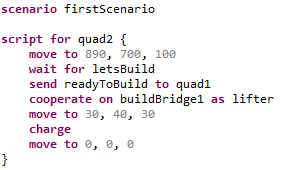 scenario firstScenario
script for quad2 {
move to 890, 700, 100
wait for letsBuild
send readyToBuild to quad1
cooperate on buildBridge1 as lifter
move to 30, 40, 30
charge
move to 0, 0, 0
}